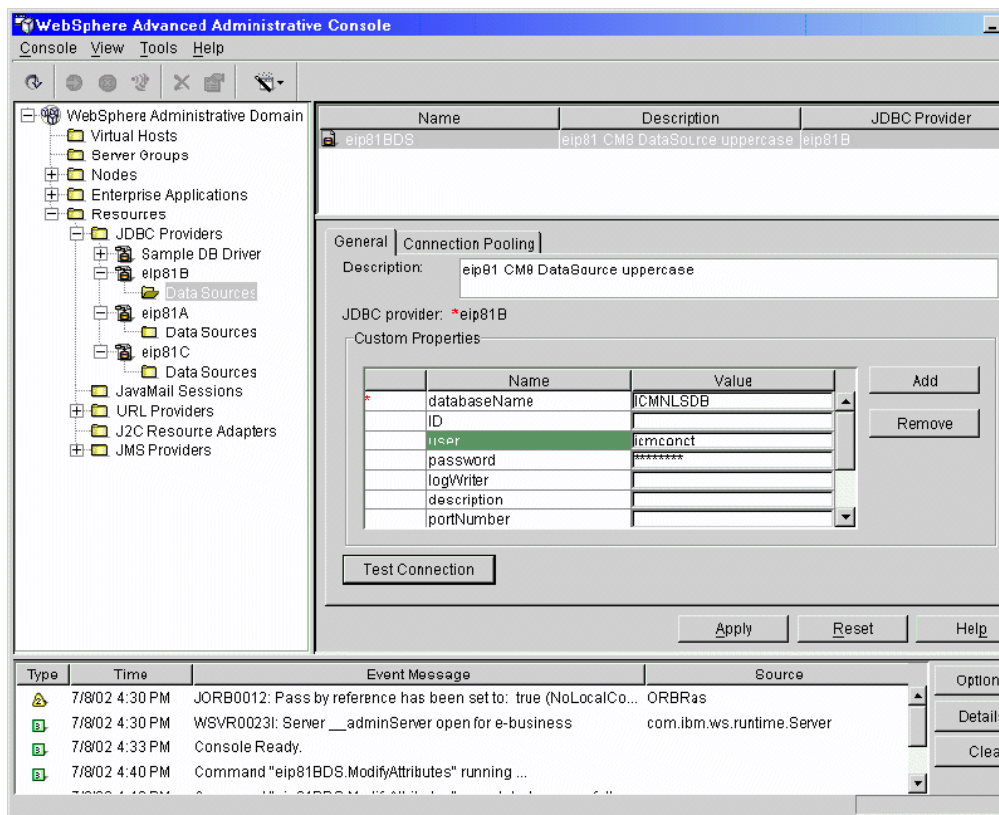 WebSphere Advanced Administrative Console
Console View Tools Help
WebSphere Administrative Domain
Virtual Hosts
Server Groups
Nodes
Enterprise Applications
Resources
JDBC Providers
Sample DB Driver
eip81B
Data Sources
eip81A
Data Sources
eip81C
Data Sources
JavaMail Sessions
URL Providers
J2C Resource Adapters
JMS Providers
Name Description JDBC Provider
eip81BDS eip81 CM8 DataSource uppercase eip81B
General Connection Pooling
Description: eip81 CM8 DataSource uppercase
JDBC provider: *eip81B
Custom Properties
Name Value
* databaseName ICMNLSDB
ID
user icmconct
password ********
logWriter
description
portNumber
Add
Remove
Test Connection
Apply Reset Help
Type Time Event Message Source
7/8/02 4:30 PM JORB0012: Pass by reference has been set to: true (NoLocalCo... ORBRas
7/8/02 4:30 PM WSVR0023I: Server __adminServer open for e-business com.ibm.ws.runtime.Server
7/8/02 4:33 PM Console Ready.
7/8/02 4:40 PM Command "eip81BDS.ModifyAttributes" running ...
Option
Detail
Clea